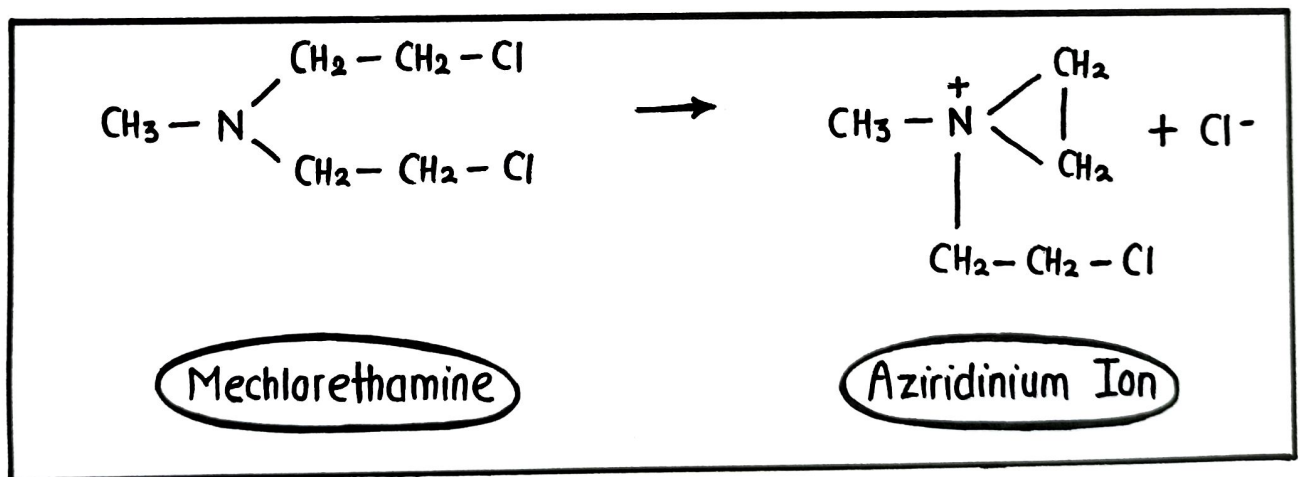 CH₂ – CH₂ – Cl
CH₃ – N
CH₂ – CH₂ – Cl
Mechlorethamine
CH₂
CH₃ – N⁺
CH₂
+ Cl⁻
CH₂ – CH₂ – Cl
Aziridinium Ion